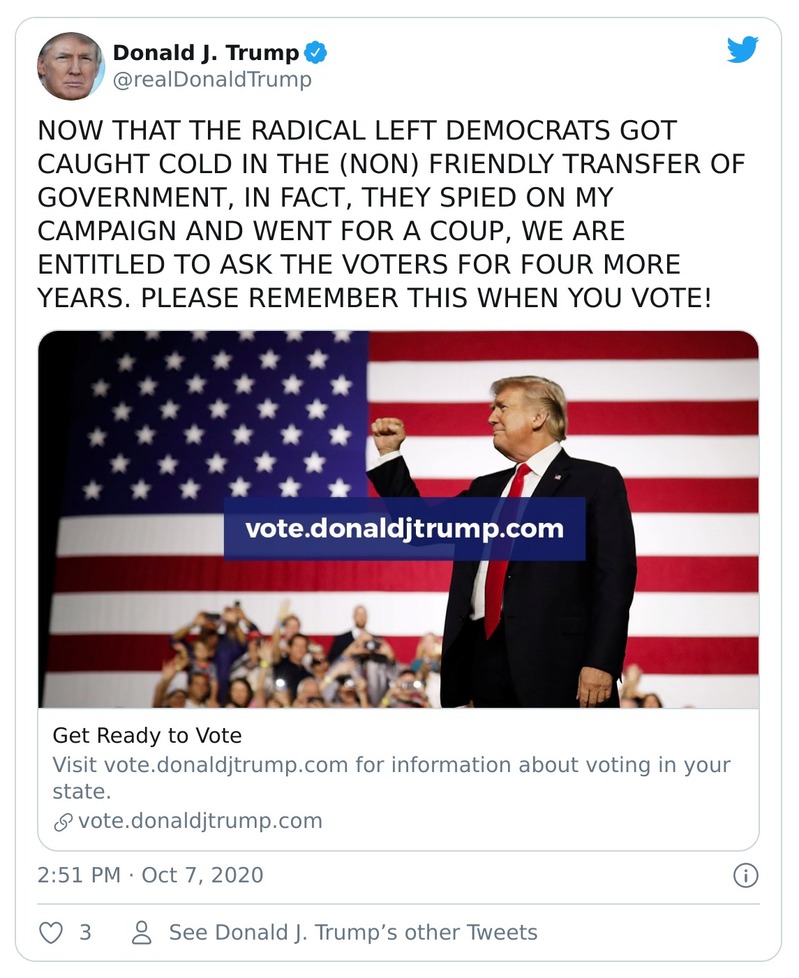 Donald J. Trump
@realDonaldTrump
NOW THAT THE RADICAL LEFT DEMOCRATS GOT
CAUGHT COLD IN THE (NON) FRIENDLY TRANSFER OF
GOVERNMENT, IN FACT, THEY SPIED ON MY
CAMPAIGN AND WENT FOR A COUP, WE ARE
ENTITLED TO ASK THE VOTERS FOR FOUR MORE
YEARS. PLEASE REMEMBER THIS WHEN YOU VOTE!
vote.donaldjtrump.com
Get Ready to Vote
Visit vote.donaldjtrump.com for information about voting in your
state.
vote.donaldjtrump.com
2:51 PM · Oct 7, 2020
3 See Donald J. Trump’s other Tweets